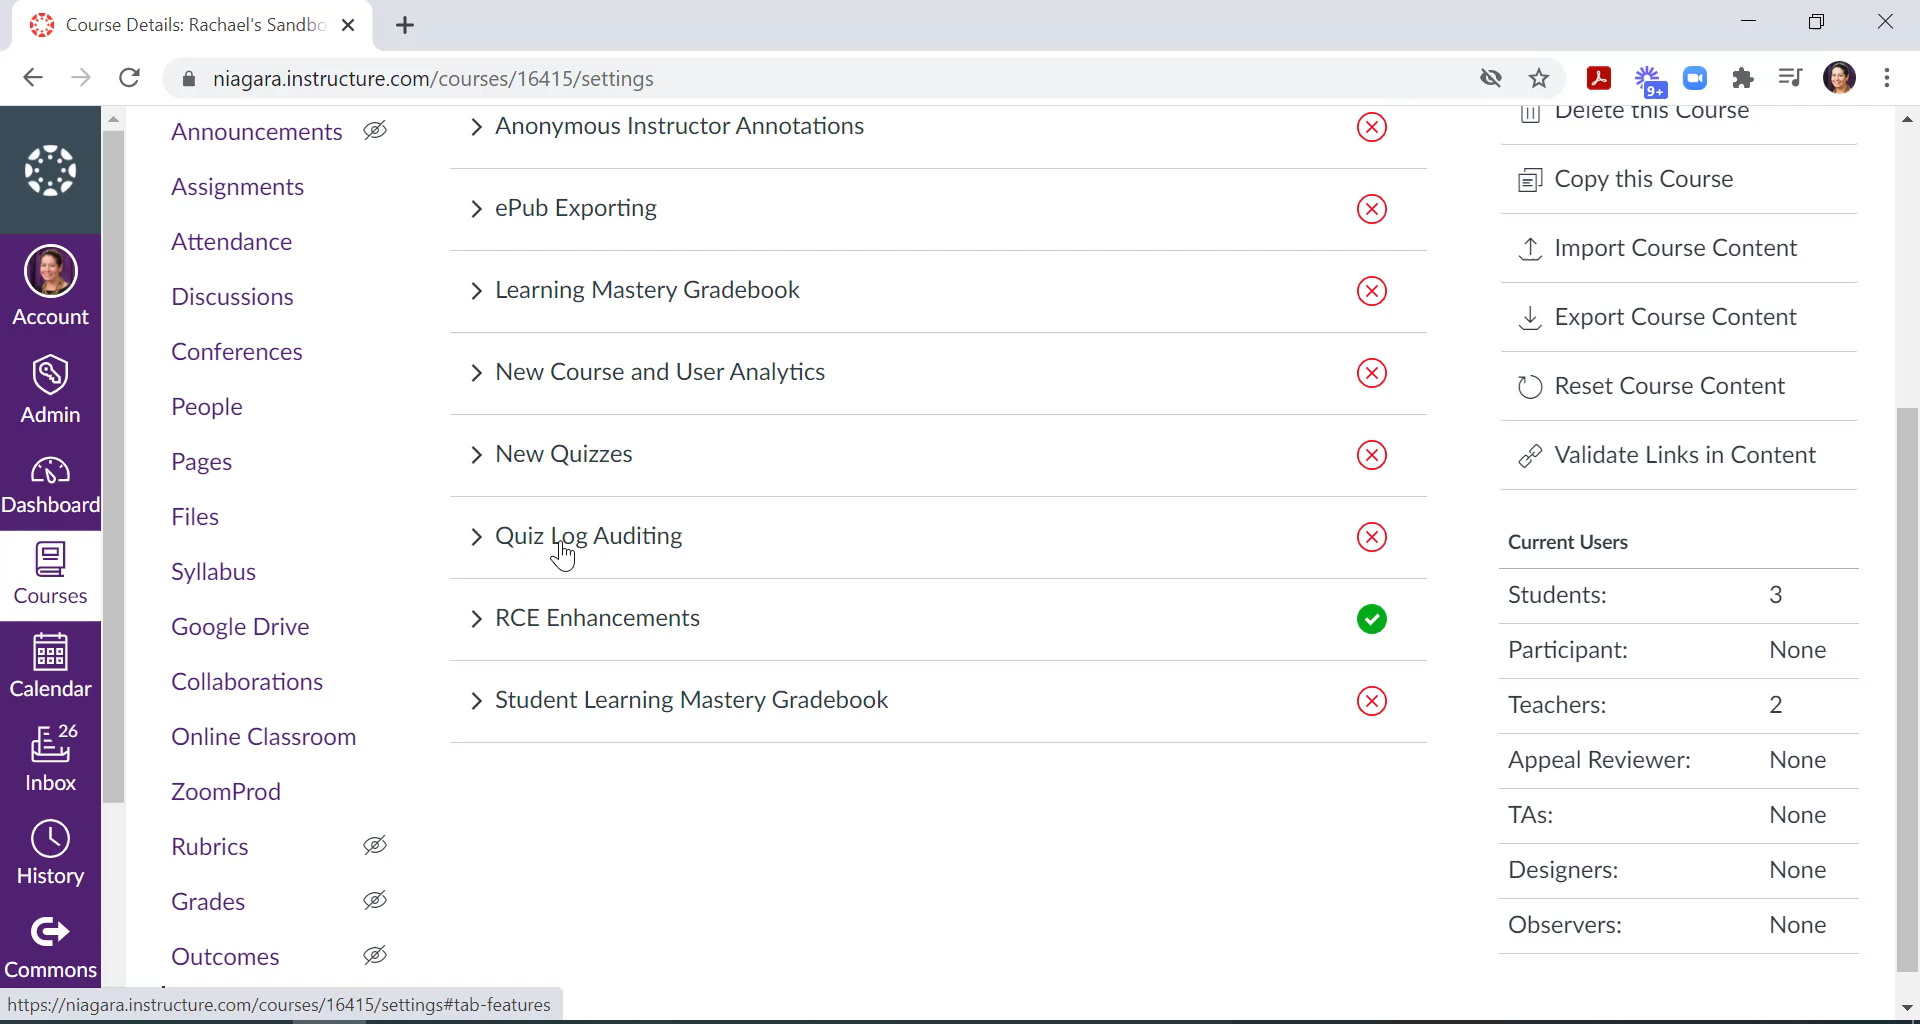 Course Details: Rachael's Sandbo
niagara.instructure.com/courses/16415/settings
9+
Account
Admin
Dashboard
Courses
Calendar
26
Inbox
History
Commons
Announcements
Assignments
Attendance
Discussions
Conferences
People
Pages
Files
Syllabus
Google Drive
Collaborations
Online Classroom
ZoomProd
Rubrics
Grades
Outcomes
Anonymous Instructor Annotations
ePub Exporting
Learning Mastery Gradebook
New Course and User Analytics
New Quizzes
Quiz Log Auditing
RCE Enhancements
Student Learning Mastery Gradebook
Delete this Course
Copy this Course
Import Course Content
Export Course Content
Reset Course Content
Validate Links in Content
Current Users
Students: 3
Participant: None
Teachers: 2
Appeal Reviewer: None
TAs: None
Designers: None
Observers: None
https://niagara.instructure.com/courses/16415/settings#tab-features